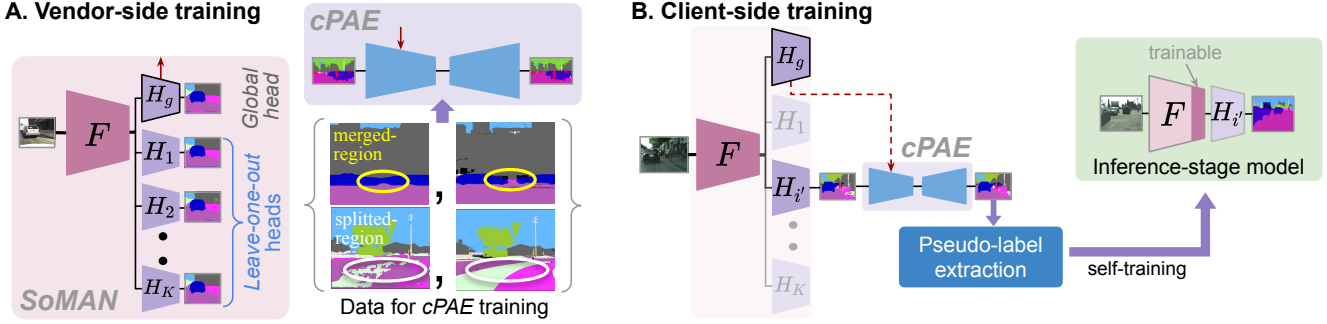 A. Vendor-side training
F
H_g
H_1
H_2
H_K
Global head
Leave-one-out
heads
SoMAN
cPAE
merged-
region
,
splitted-
region
,
Data for cPAE training
B. Client-side training
F
H_g
H_1
H_i'
H_K
cPAE
Pseudo-label
extraction
self-training
trainable
F
H_i'
Inference-stage model